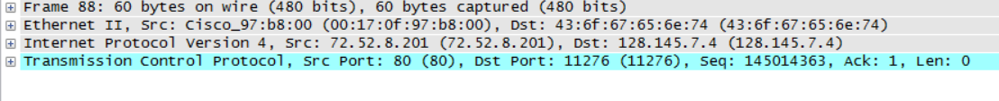 Frame 88: 60 bytes on wire (480 bits), 60 bytes captured (480 bits)
Ethernet II, Src: Cisco_97:b8:00 (00:17:0f:97:b8:00), Dst: 43:6f:67:65:6e:74 (43:6f:67:65:6e:74)
Internet Protocol Version 4, Src: 72.52.8.201 (72.52.8.201), Dst: 128.145.7.4 (128.145.7.4)
Transmission Control Protocol, Src Port: 80 (80), Dst Port: 11276 (11276), Seq: 145014363, Ack: 1, Len: 0